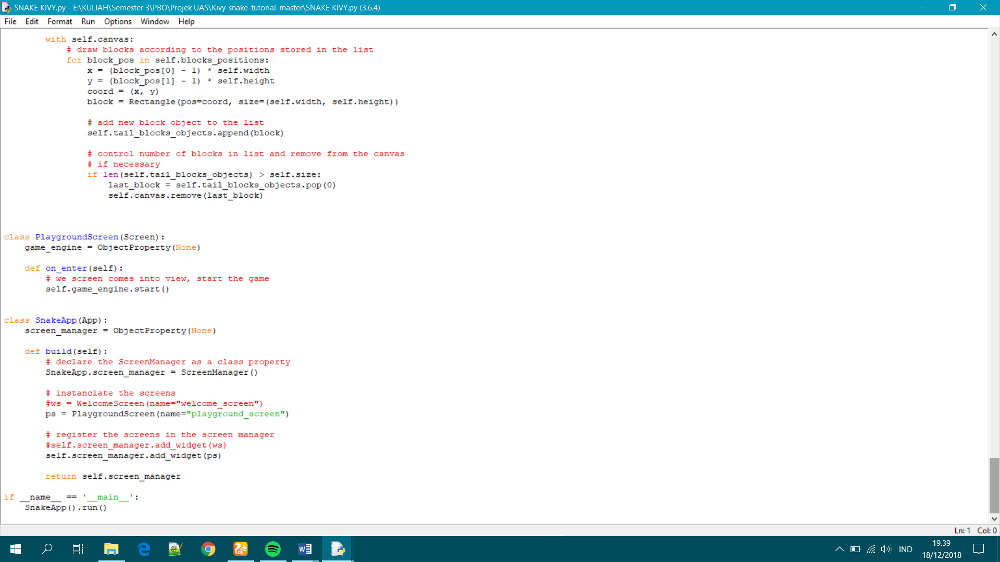 SNAKE KIVY.py - E:\KULIAH\Semester 3\PBO\Projek UAS\Kivy-snake-tutorial-master\SNAKE KIVY.py (3.6.4)
File Edit Format Run Options Window Help
        with self.canvas:
            # draw blocks according to the positions stored in the list
            for block_pos in self.blocks_positions:
                x = (block_pos[0] - 1) * self.width
                y = (block_pos[1] - 1) * self.height
                coord = (x, y)
                block = Rectangle(pos=coord, size=(self.width, self.height))

                # add new block object to the list
                self.tail_blocks_objects.append(block)

                # control number of blocks in list and remove from the canvas
                # if necessary
                if len(self.tail_blocks_objects) > self.size:
                    last_block = self.tail_blocks_objects.pop(0)
                    self.canvas.remove(last_block)

class PlaygroundScreen(Screen):
    game_engine = ObjectProperty(None)

    def on_enter(self):
        # we screen comes into view, start the game
        self.game_engine.start()

class SnakeApp(App):
    screen_manager = ObjectProperty(None)

    def build(self):
        # declare the ScreenManager as a class property
        SnakeApp.screen_manager = ScreenManager()

        # instanciate the screens
        #ws = WelcomeScreen(name="welcome_screen")
        ps = PlaygroundScreen(name="playground_screen")

        # register the screens in the screen manager
        #self.screen_manager.add_widget(ws)
        self.screen_manager.add_widget(ps)

        return self.screen_manager

if __name__ == '__main__':
    SnakeApp().run()
Ln: 1 Col: 0
IND
19.39
18/12/2018